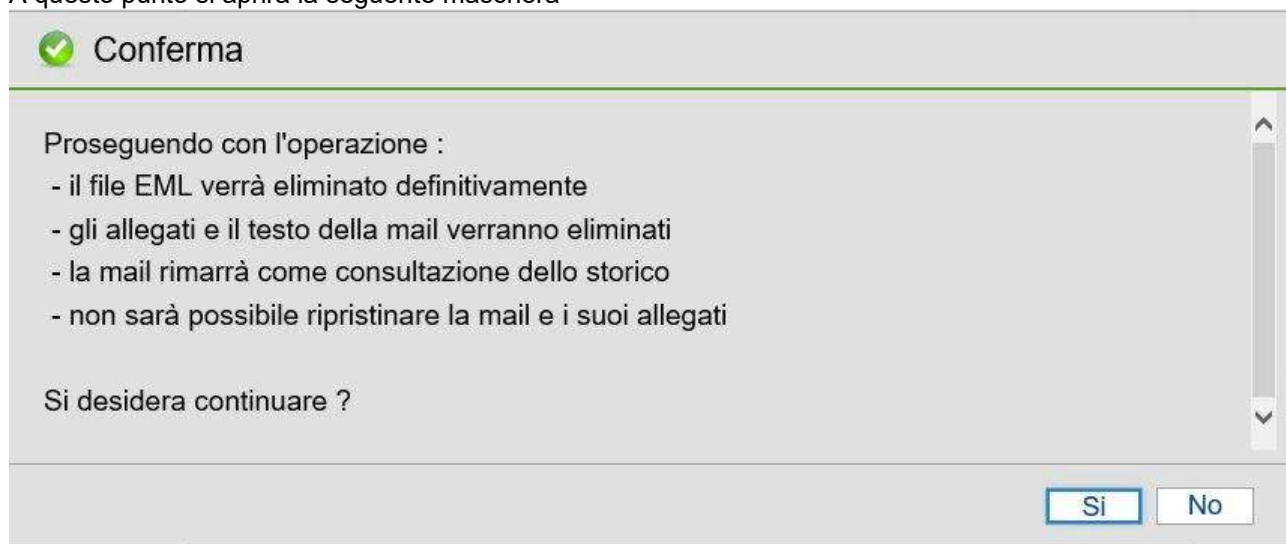 A questo punto si aprirà la seguente maschera
Conferma
Proseguendo con l'operazione :
- il file EML verrà eliminato definitivamente
- gli allegati e il testo della mail verranno eliminati
- la mail rimarrà come consultazione dello storico
- non sarà possibile ripristinare la mail e i suoi allegati
Si desidera continuare ?
Si No